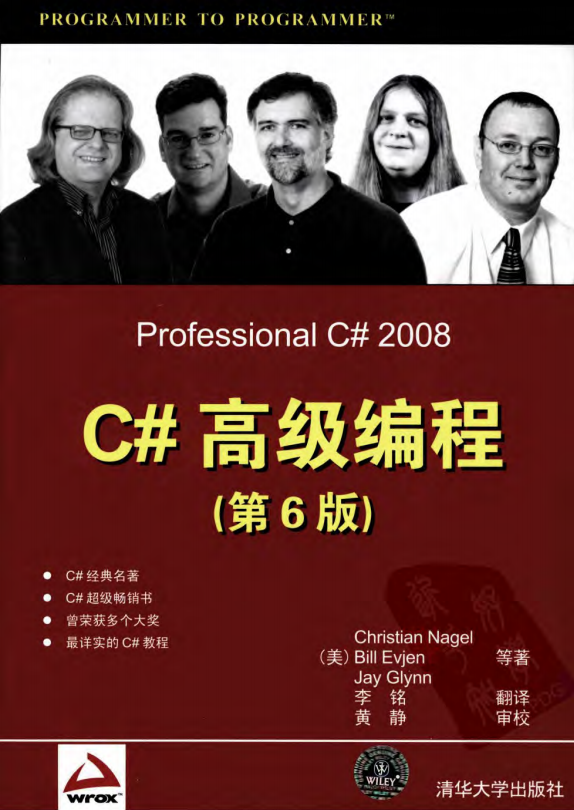 PROGRAMMER TO PROGRAMMER™
Professional C# 2008
C# 高级编程
(第 6 版)
● C# 经典名著
● C# 超级畅销书
● 曾荣获多个大奖
● 最详实的 C# 教程
Christian Nagel
(美) Bill Evjen 等著
Jay Glynn
李 铭 翻译
黄 静 审校
wrox™
WILEY
清华大学出版社